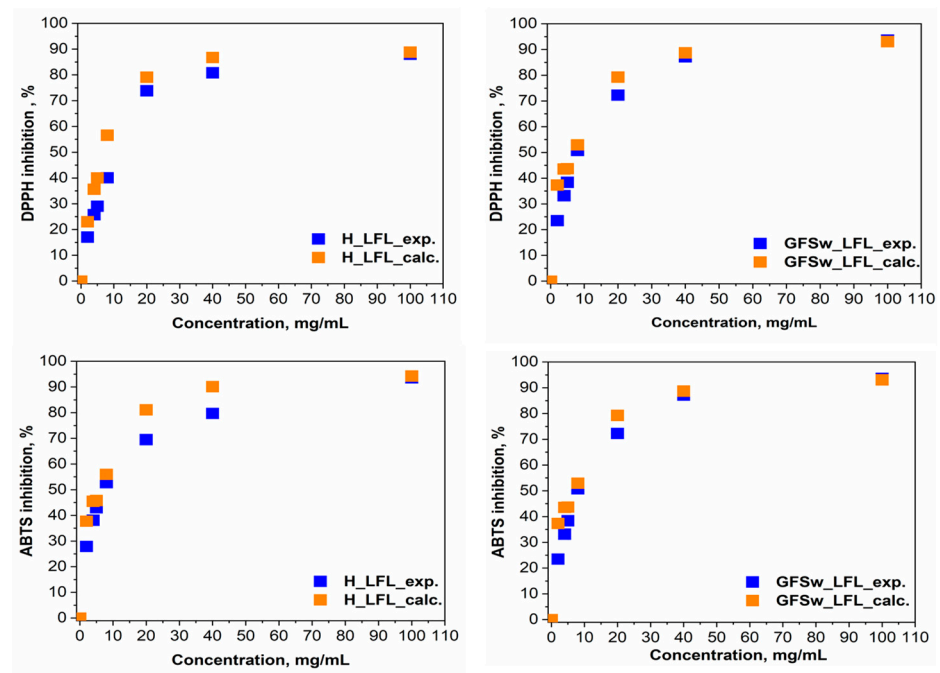 100
90
80
70
60
50
40
30
20
10
0
DPPH inhibition , %
H_LFL_exp.
H_LFL_calc.
0 10 20 30 40 50 60 70 80 90 100 110
Concentration, mg/mL
100
90
80
70
60
50
40
30
20
10
0
DPPH inhibition, %
GFSw_LFL_exp.
GFSw_LFL_calc.
0 10 20 30 40 50 60 70 80 90 100 110
Concentration, mg/mL
100
90
80
70
60
50
40
30
20
10
0
ABTS inhibition, %
H_LFL_exp.
H_LFL_calc.
0 10 20 30 40 50 60 70 80 90 100 110
Concentration, mg/mL
100
90
80
70
60
50
40
30
20
10
0
ABTS inhibition, %
GFSw_LFL_exp.
GFSw_LFL_calc.
0 10 20 30 40 50 60 70 80 90 100 110
Concentration, mg/mL